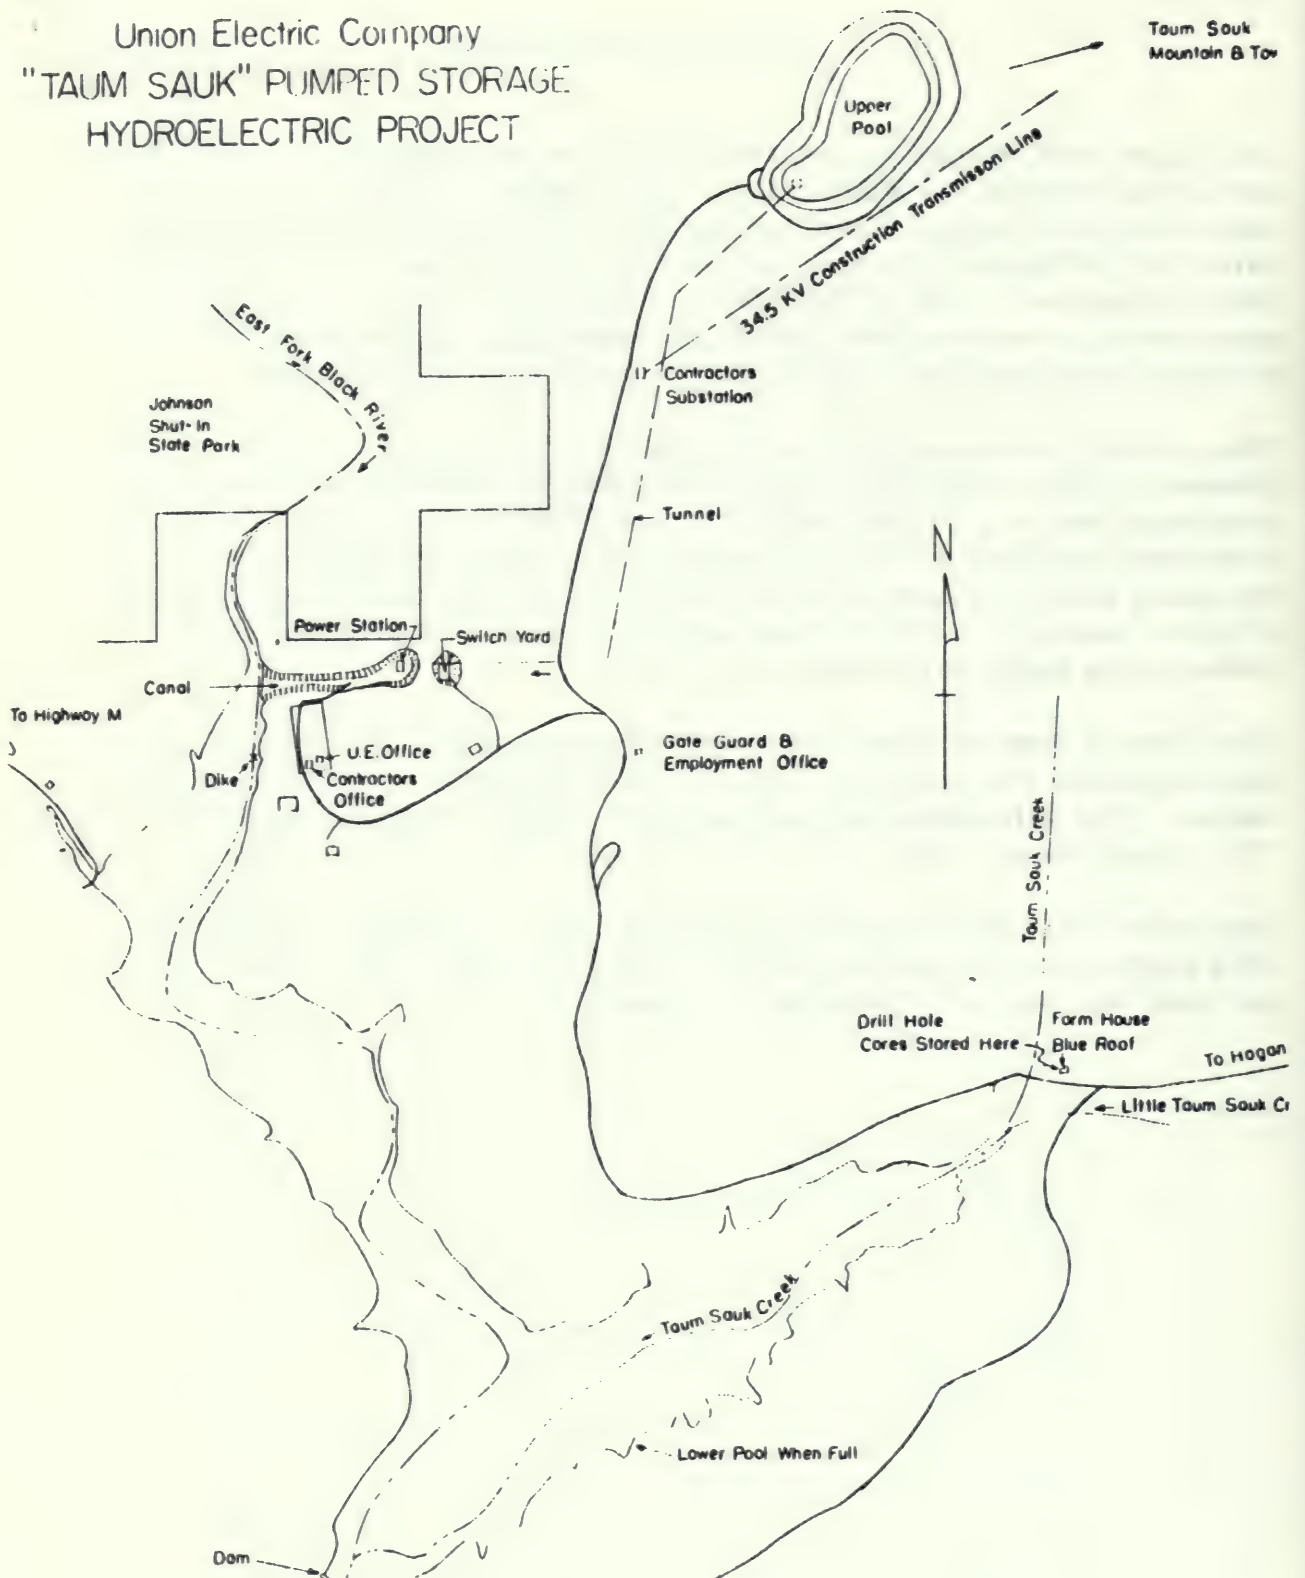 Union Electric Company
"TAUM SAUK" PUMPED STORAGE
HYDROELECTRIC PROJECT
Taum Sauk
Mountain & Tow
Upper
Pool
34.5 KV Construction Transmisson Line
East Fork Black River
Johnson
Shut-In
State Park
Contractors
Substation
Tunnel
N
Power Station
Switch Yard
Canal
To Highway M
U.E. Office
Dike
Contractors
Office
Gate Guard &
Employment Office
Taum Sauk Creek
Drill Hole
Cores Stored Here
Farm House
Blue Roof
To Hogan
Little Taum Sauk Cr
Taum Sauk Creek
Lower Pool When Full
Dam